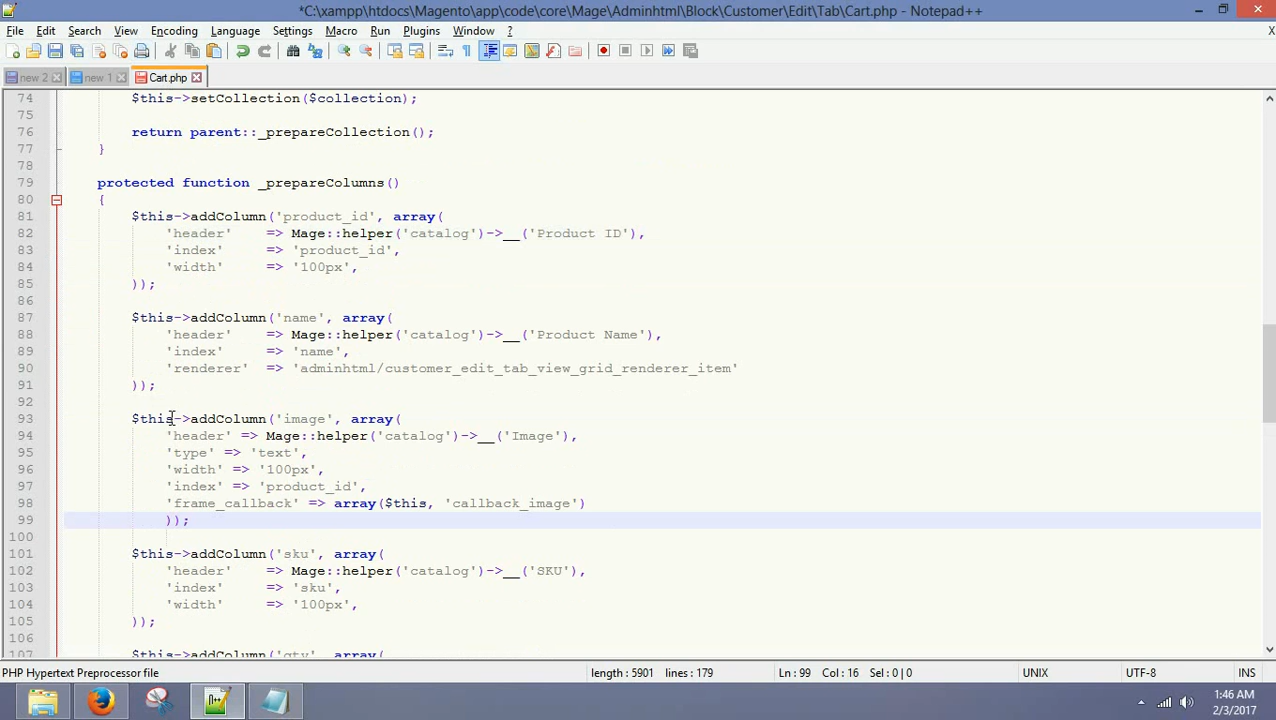 *C:\xampp\htdocs\Magento\app\code\core\Mage\Adminhtml\Block\Customer\Edit\Tab\Cart.php - Notepad++
File Edit Search View Encoding Language Settings Macro Run Plugins Window ? X
new 2 new 1 Cart.php
74 $this->setCollection($collection);
75
76 return parent::_prepareCollection();
77 }
78
79 protected function _prepareColumns()
80 {
81 $this->addColumn('product_id', array(
82 'header' => Mage::helper('catalog')->__('Product ID'),
83 'index' => 'product_id',
84 'width' => '100px',
85 ));
86
87 $this->addColumn('name', array(
88 'header' => Mage::helper('catalog')->__('Product Name'),
89 'index' => 'name',
90 'renderer' => 'adminhtml/customer_edit_tab_view_grid_renderer_item'
91 ));
92
93 $this->addColumn('image', array(
94 'header' => Mage::helper('catalog')->__('Image'),
95 'type' => 'text',
96 'width' => '100px',
97 'index' => 'product_id',
98 'frame_callback' => array($this, 'callback_image')
99 ));
100
101 $this->addColumn('sku', array(
102 'header' => Mage::helper('catalog')->__('SKU'),
103 'index' => 'sku',
104 'width' => '100px',
105 ));
106
107 $this->addColumn('qty', array(
PHP Hypertext Preprocessor file length : 5901 lines : 179 Ln : 99 Col : 16 Sel : 0 | 0 UNIX UTF-8 INS
1:46 AM
2/3/2017